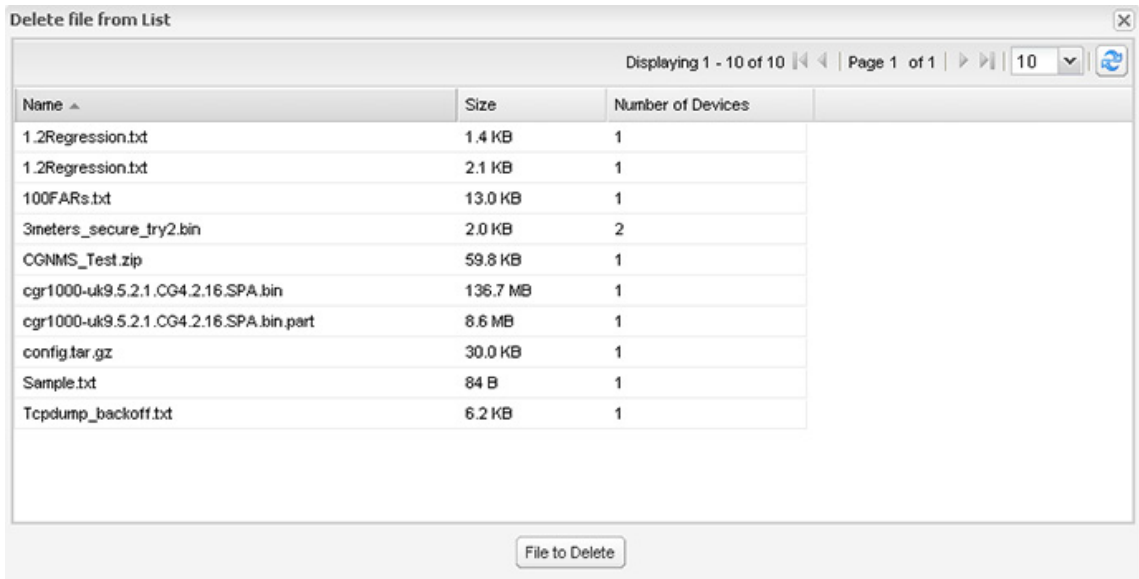 Delete file from List
Displaying 1 - 10 of 10 Page 1 of 1 10
Name Size Number of Devices
1.2Regression.txt 1.4 KB 1
1.2Regression.txt 2.1 KB 1
100FARs.txt 13.0 KB 1
3meters_secure_try2.bin 2.0 KB 2
CGNMS_Test.zip 59.8 KB 1
cgr1000-uk9.5.2.1.CG4.2.16.SPA.bin 136.7 MB 1
cgr1000-uk9.5.2.1.CG4.2.16.SPA.bin.part 8.6 MB 1
config.tar.gz 30.0 KB 1
Sample.txt 84 B 1
Tcpdump_backoff.txt 6.2 KB 1
File to Delete